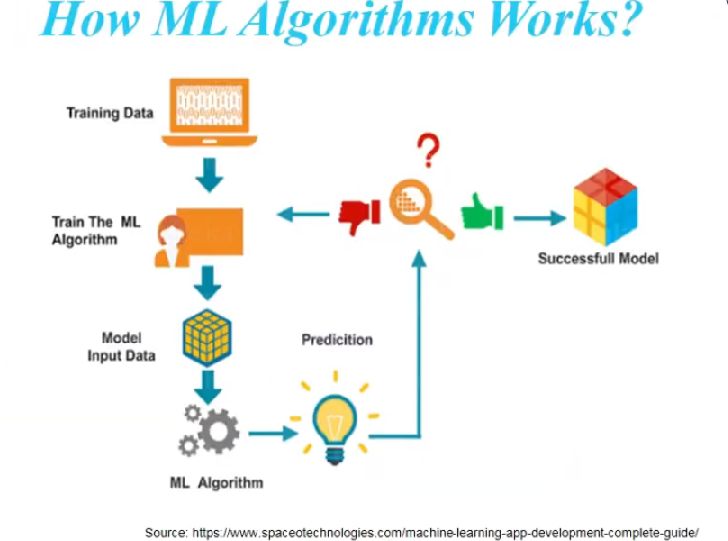 How ML Algorithms Works?
Training Data
?
Train The ML
Algorithm
Successfull Model
Model
Input Data
Predicition
ML Algorithm
Source: https://www.spaceotechnologies.com/machine-learning-app-development-complete-guide/